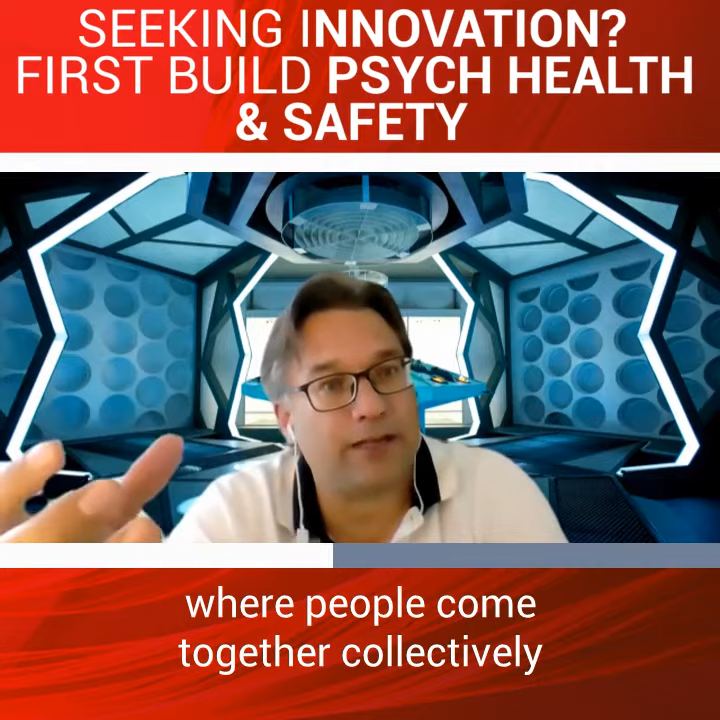 SEEKING INNOVATION?
FIRST BUILD PSYCH HEALTH
& SAFETY
where people come
together collectively